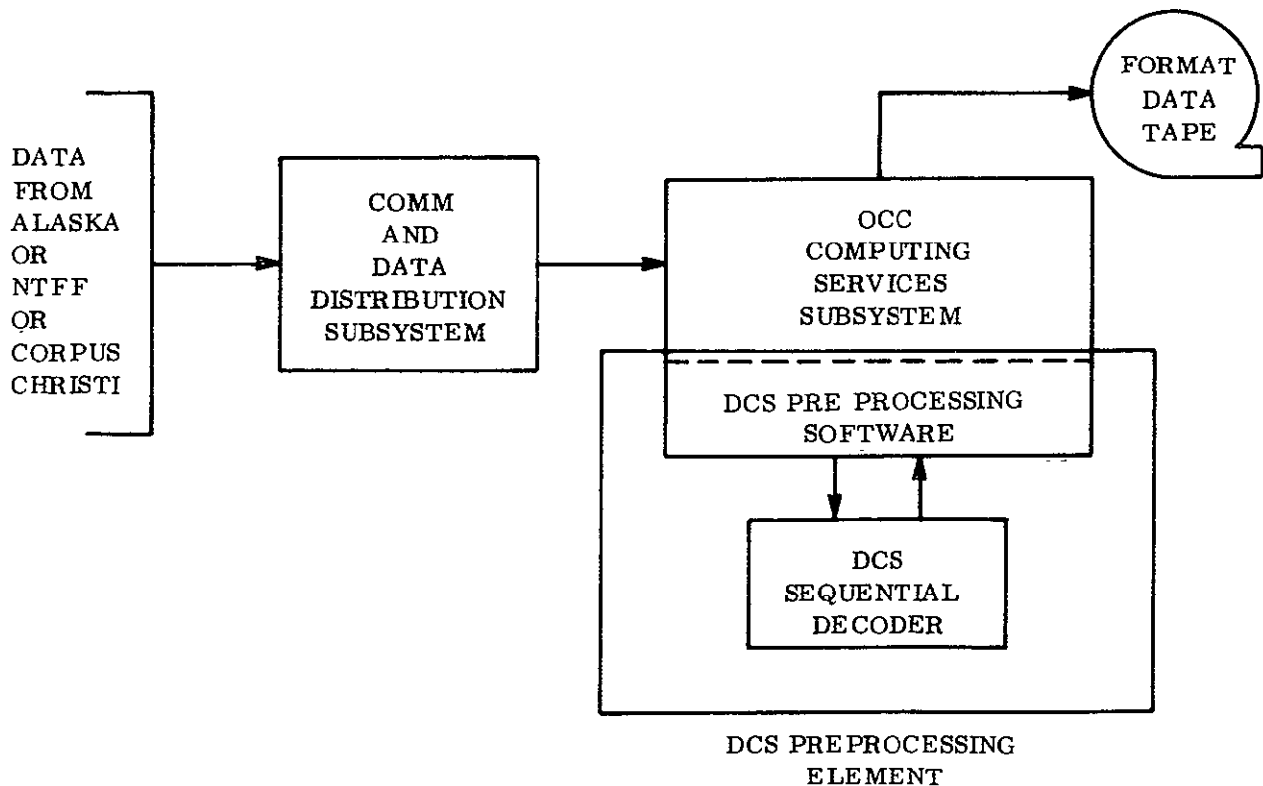 FORMAT
DATA
TAPE
DATA
FROM
ALASKA
OR
NTFF
OR
CORPUS
CHRISTI
COMM
AND
DATA
DISTRIBUTION
SUBSYSTEM
OCC
COMPUTING
SERVICES
SUBSYSTEM
DCS PRE PROCESSING
SOFTWARE
DCS
SEQUENTIAL
DECODER
DCS PREPROCESSING
ELEMENT